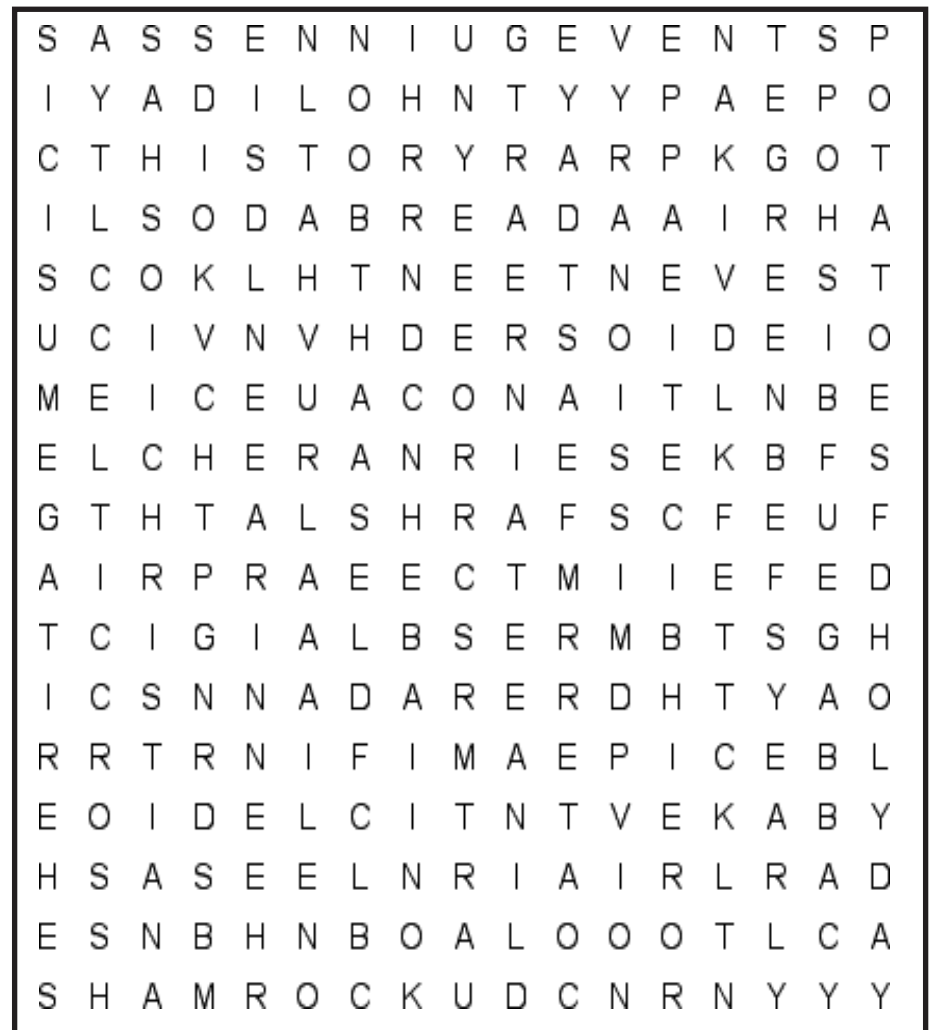 S A S S E N N I U G E V E N T S P
I Y A D I L O H N T Y Y P A E P O
C T H I S T O R Y R A R P K G O T
I L S O D A B R E A D A A I R H A
S C O K L H T N E E T N E V E S T
U C I V N V H D E R S O I D E I O
M E I C E U A C O N A I T L N B E
E L C H E R A N R I E S E K B F S
G T H T A L S H R A F S C F E U F
A I R P R A E E C T M I I E F E D
T C I G I A L B S E R M B T S G H
I C S N N A D A R E R D H T Y A O
R R T R N I F I M A E P I C E B L
E O I D E L C I T N T V E K A B Y
H S A S E E L N R I A I R L R A D
E S N B H N B O A L O O O T L C A
S H A M R O C K U D C N R N Y Y Y